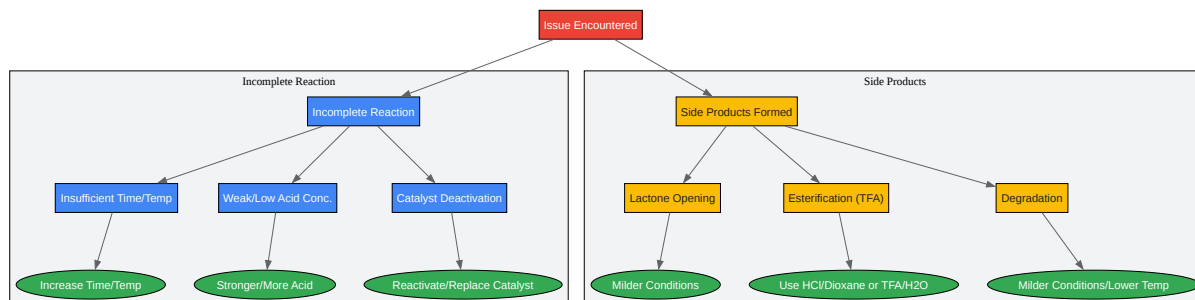 Issue Encountered
Incomplete Reaction
Side Products
Incomplete Reaction
Side Products Formed
Insufficient Time/Temp
Weak/Low Acid Conc.
Catalyst Deactivation
Lactone Opening
Esterification (TFA)
Degradation
Increase Time/Temp
Stronger/More Acid
Reactivate/Replace Catalyst
Milder Conditions
Use HCl/Dioxane or TFA/H2O
Milder Conditions/Lower Temp